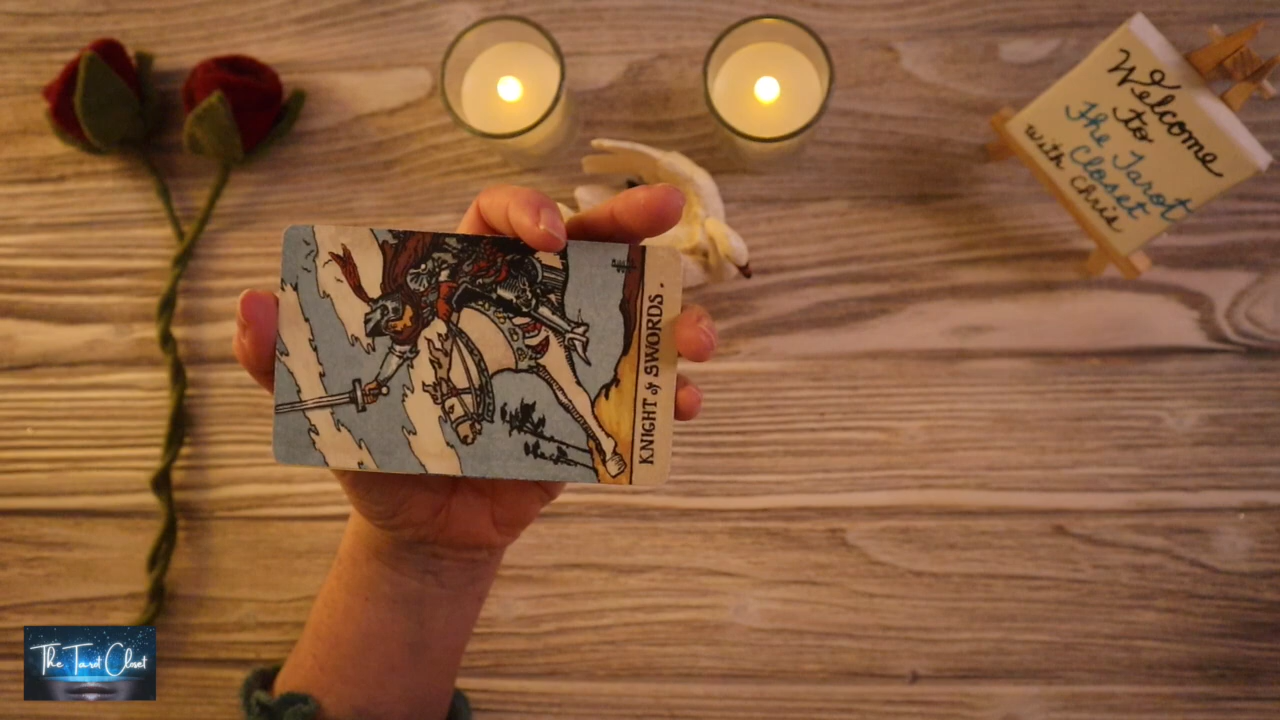 Welcome
to
The Tarot
Closet
with Chris
KNIGHT of SWORDS.
The Tarot Closet